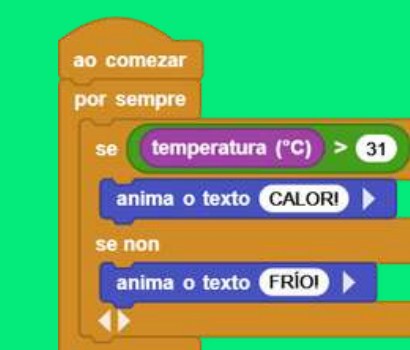 ao comezar
por sempre
se temperatura (°C) > 31
anima o texto CALOR!
se non
anima o texto FRÍO!